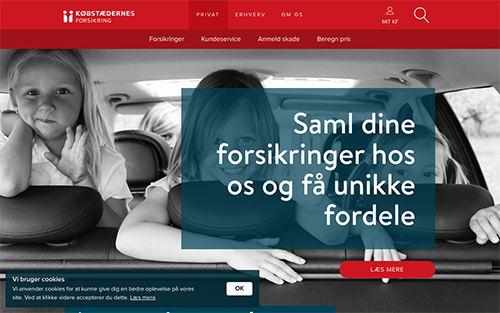 KØBSTÆDERNES
FORSIKRING
PRIVAT ERHVERV OM OS
MIT KF
Forsikringer Kundeservice Anmeld skade Beregn pris
Saml dine
forsikringer hos
os og få unikke
fordele
LÆS MERE
Vi bruger cookies
Vi anvender cookies for at kunne give dig en bedre oplevelse på vores
site. Ved at klikke videre accepterer du dette. Læs mere
OK